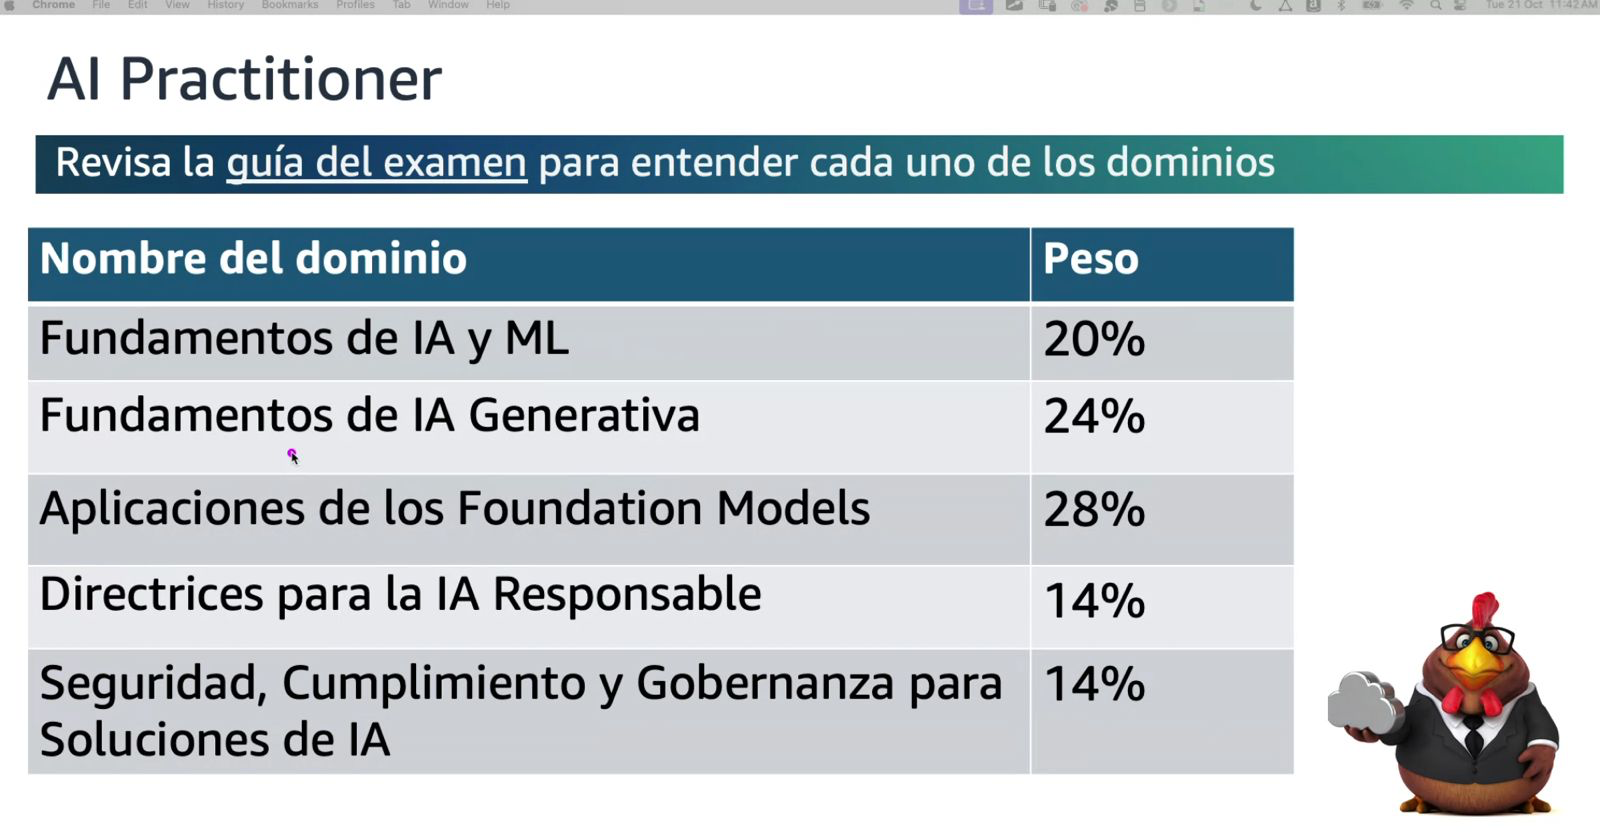 Chrome File Edit View History Bookmarks Profiles Tab Window Help Tue 21 Oct 11:42 AM
AI Practitioner
Revisa la guía del examen para entender cada uno de los dominios
Nombre del dominio Peso
Fundamentos de IA y ML 20%
Fundamentos de IA Generativa 24%
Aplicaciones de los Foundation Models 28%
Directrices para la IA Responsable 14%
Seguridad, Cumplimiento y Gobernanza para 14%
Soluciones de IA